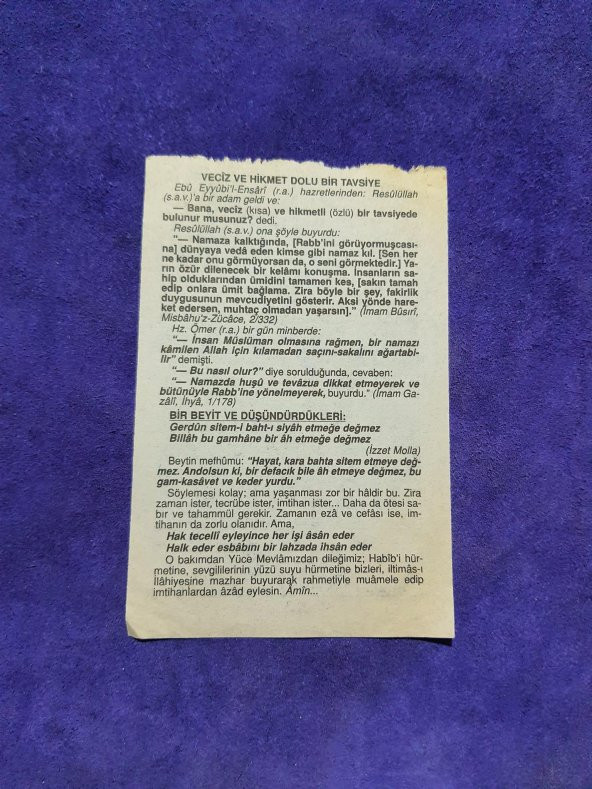 VECİZ VE HİKMET DOLU BİR TAVSİYE
Ebû Eyyûbi'l-Ensârî (r.a.) hazretlerinden: Resûlüllah
(s.a.v.)'a bir adam geldi ve:
— Bana, veciz (kısa) ve hikmetli (özlü) bir tavsiyede
bulunur musunuz? dedi.
Resûlüllah (s.a.v.) ona şöyle buyurdu:
"— Namaza kalktığında, [Rabb'ini görüyormuşcası-
na] dünyaya vedâ eden kimse gibi namaz kıl. [Sen her
ne kadar onu görmüyorsan da, o seni görmektedir.] Ya-
rın özür dilenecek bir kelâmı konuşma. İnsanların sa-
hip olduklarından ümidini tamamen kes, [sakın tamah
edip onlara ümit bağlama. Zira böyle bir şey, fakirlik
duygusunun mevcudiyetini gösterir. Aksi yönde hare-
ket edersen, muhtaç olmadan yaşarsın]." (İmam Bûsırî,
Misbâhu'z-Zücâce, 2/332)
Hz. Ömer (r.a.) bir gün minberde:
"— İnsan Müslüman olmasına rağmen, bir namazı
kâmilen Allah için kılamadan saçını-sakalını ağartabi-
lir" demişti.
"— Bu nasıl olur?" diye sorulduğunda, cevaben:
"— Namazda huşû ve tevâzua dikkat etmeyerek ve
bütünüyle Rabb'ine yönelmeyerek, buyurdu." (İmam Ga-
zâlî, İhyâ, 1/178)
BİR BEYİT VE DÜŞÜNDÜRDÜKLERİ:
Gerdûn sitem-i baht-ı siyâh etmeğe değmez
Billâh bu gamhâne bir âh etmeğe değmez
(İzzet Molla)
Beytin mefhûmu: "Hayat, kara bahta sitem etmeye değ-
mez. Andolsun ki, bir defacık bile âh etmeye değmez, bu
gam-kasâvet ve keder yurdu."
Söylemesi kolay; ama yaşanması zor bir hâldir bu. Zira
zaman ister, tecrübe ister, imtihan ister... Daha da ötesi sa-
bır ve tahammül gerekir. Zamanın ezâ ve cefâsı ise, im-
tihanın da zorlu olanıdır. Ama,
Hak tecelli eyleyince her işi âsân eder
Halk eder esbâbını bir lahzada ihsân eder
O bakımdan Yüce Mevlâmızdan dileğimiz; Habîb'i hür-
metine, sevgililerinin yüzü suyu hürmetine bizleri, iltimâs-ı
İlâhiyesine mazhar buyurarak rahmetiyle muâmele edip
imtihanlardan âzâd eylesin. Âmîn...